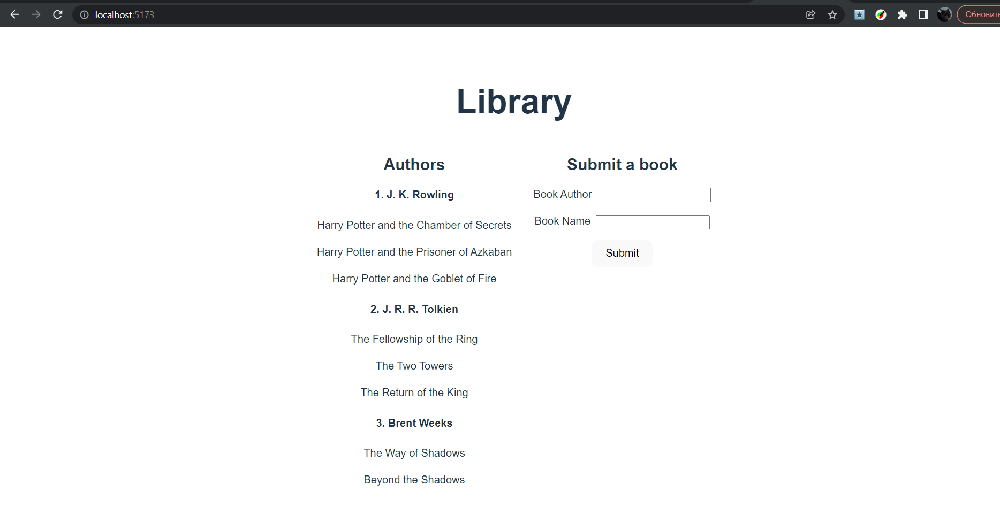 localhost:5173
Обновить
Library
Authors
1. J. K. Rowling
Harry Potter and the Chamber of Secrets
Harry Potter and the Prisoner of Azkaban
Harry Potter and the Goblet of Fire
2. J. R. R. Tolkien
The Fellowship of the Ring
The Two Towers
The Return of the King
3. Brent Weeks
The Way of Shadows
Beyond the Shadows
Submit a book
Book Author
Book Name
Submit